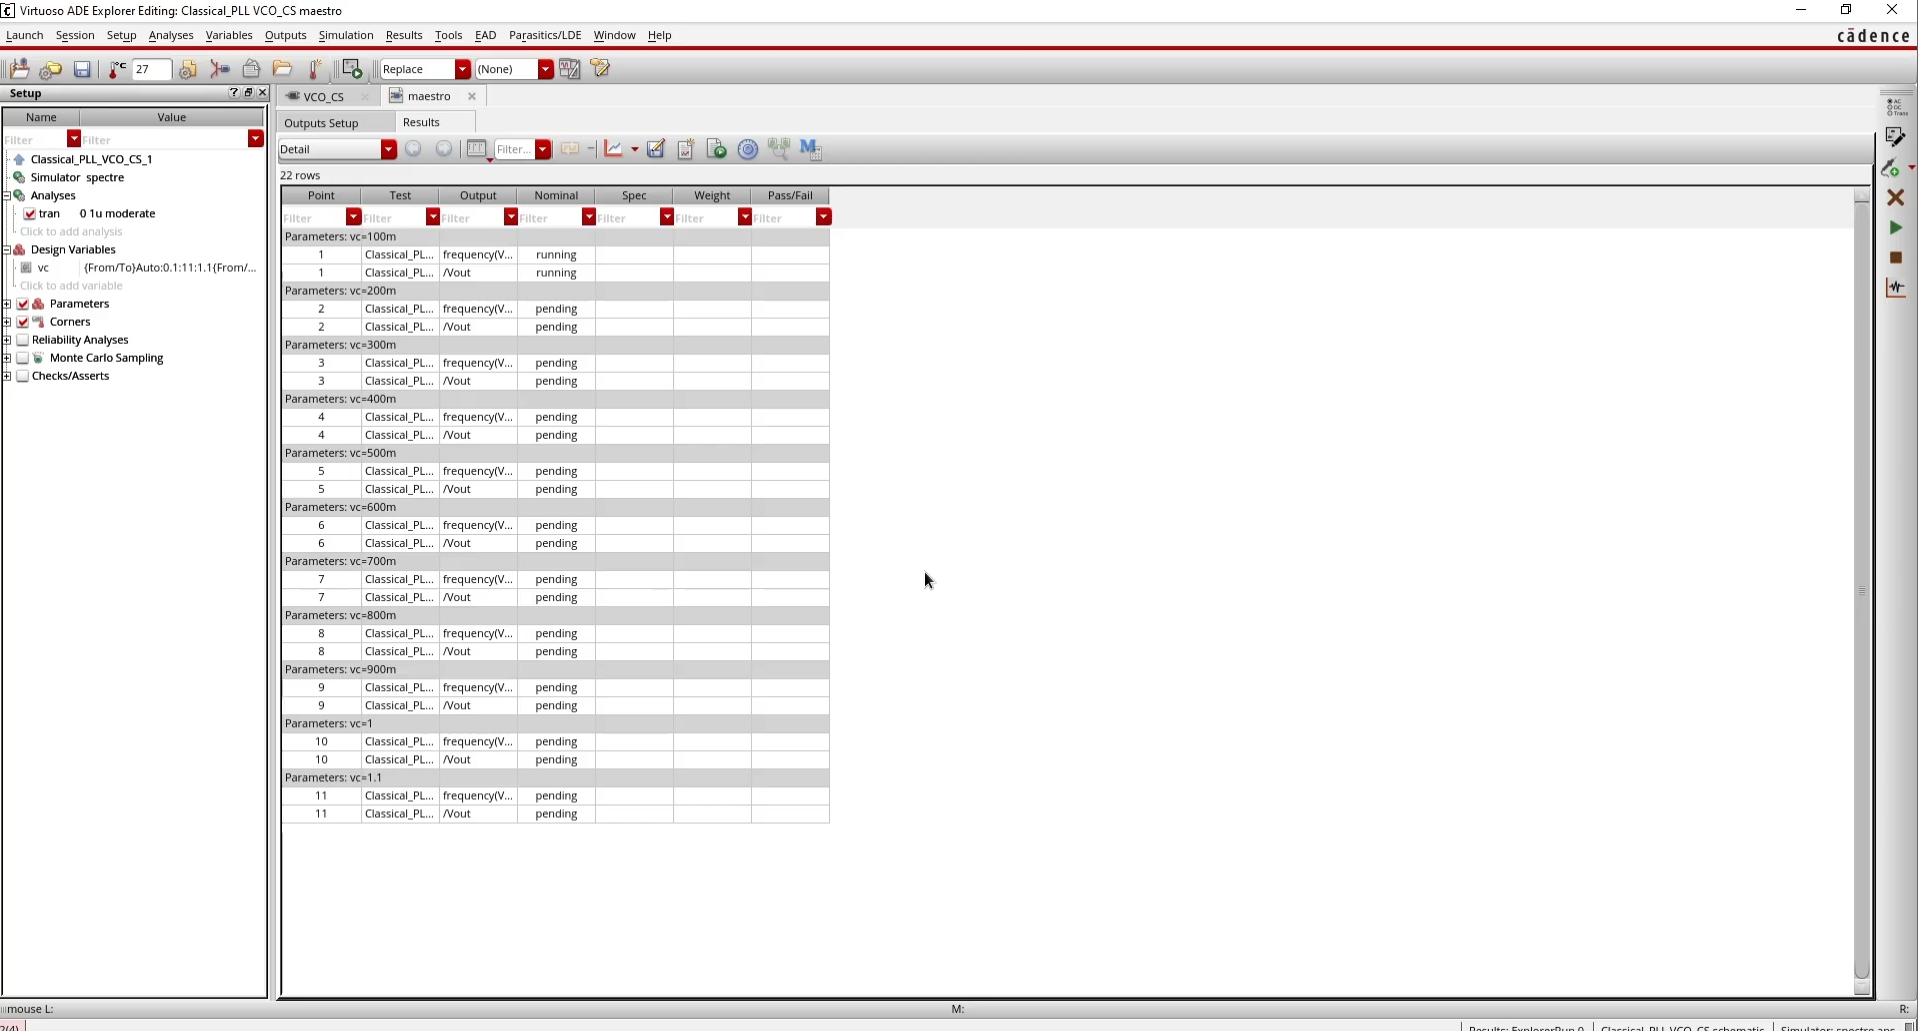 Virtuoso ADE Explorer Editing: Classical_PLL VCO_CS maestro
Launch Session Setup Analyses Variables Outputs Simulation Results Tools EAD Parasitics/LDE Window Help
cādence
°C 27 Replace (None)
Setup
VCO_CS
maestro
Name Value
Filter Filter
Classical_PLL_VCO_CS_1
Simulator spectre
Analyses
tran 0 1u moderate
Click to add analysis
Design Variables
vc {From/To}Auto:0.1:11:1.1{From/...
Click to add variable
Parameters
Corners
Reliability Analyses
Monte Carlo Sampling
Checks/Asserts
Outputs Setup Results
Detail Filter...
22 rows
Point Test Output Nominal Spec Weight Pass/Fail
Filter Filter Filter Filter Filter Filter Filter
Parameters: vc=100m
1 Classical_PL... frequency(V... running
1 Classical_PL... /Vout running
Parameters: vc=200m
2 Classical_PL... frequency(V... pending
2 Classical_PL... /Vout pending
Parameters: vc=300m
3 Classical_PL... frequency(V... pending
3 Classical_PL... /Vout pending
Parameters: vc=400m
4 Classical_PL... frequency(V... pending
4 Classical_PL... /Vout pending
Parameters: vc=500m
5 Classical_PL... frequency(V... pending
5 Classical_PL... /Vout pending
Parameters: vc=600m
6 Classical_PL... frequency(V... pending
6 Classical_PL... /Vout pending
Parameters: vc=700m
7 Classical_PL... frequency(V... pending
7 Classical_PL... /Vout pending
Parameters: vc=800m
8 Classical_PL... frequency(V... pending
8 Classical_PL... /Vout pending
Parameters: vc=900m
9 Classical_PL... frequency(V... pending
9 Classical_PL... /Vout pending
Parameters: vc=1
10 Classical_PL... frequency(V... pending
10 Classical_PL... /Vout pending
Parameters: vc=1.1
11 Classical_PL... frequency(V... pending
11 Classical_PL... /Vout pending
AC
DC
Trans
mouse L: M: R:
2(4) Results: ExplorerRun.0 Classical_PLL VCO_CS schematic Simulator: spectre